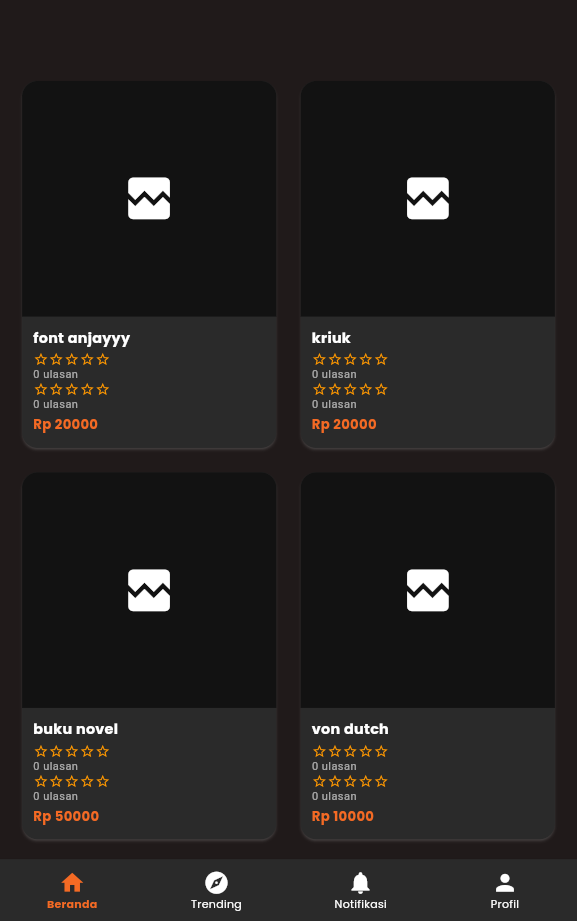 font anjayyy
0 ulasan
0 ulasan
Rp 20000
kriuk
0 ulasan
0 ulasan
Rp 20000
buku novel
0 ulasan
0 ulasan
Rp 50000
von dutch
0 ulasan
0 ulasan
Rp 10000
Beranda
Trending
Notifikasi
Profil